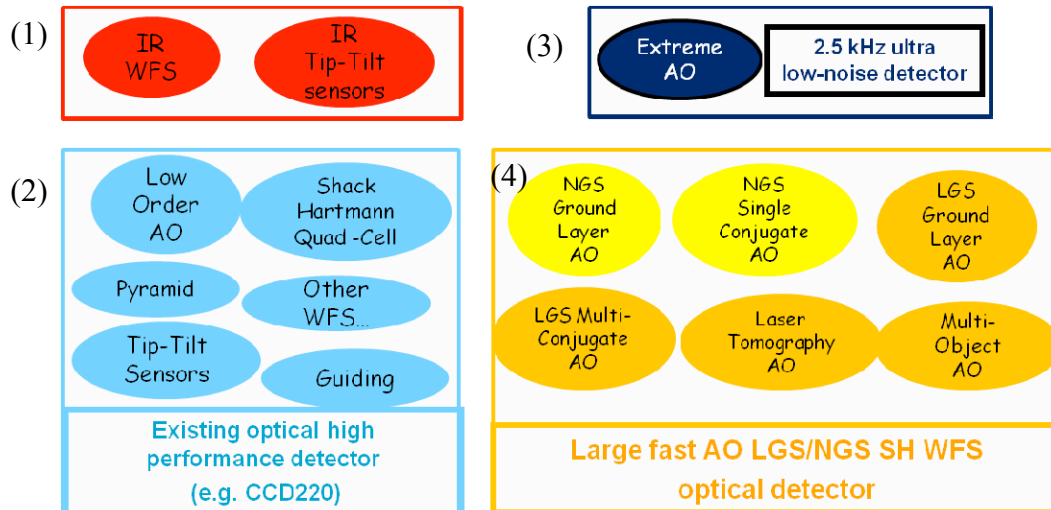 (1)
IR
WFS
IR
Tip-Tilt
sensors
(3)
Extreme
AO
2.5 kHz ultra
low-noise detector
(2)
Low
Order
AO
Shack
Hartmann
Quad -Cell
Pyramid
Other
WFS...
Tip-Tilt
Sensors
Guiding
Existing optical high
performance detector
(e.g. CCD220)
(4)
NGS
Ground
Layer
AO
NGS
Single
Conjugate
AO
LGS
Ground
Layer
AO
LGS Multi-
Conjugate
AO
Laser
Tomography
AO
Multi-
Object
AO
Large fast AO LGS/NGS SH WFS
optical detector